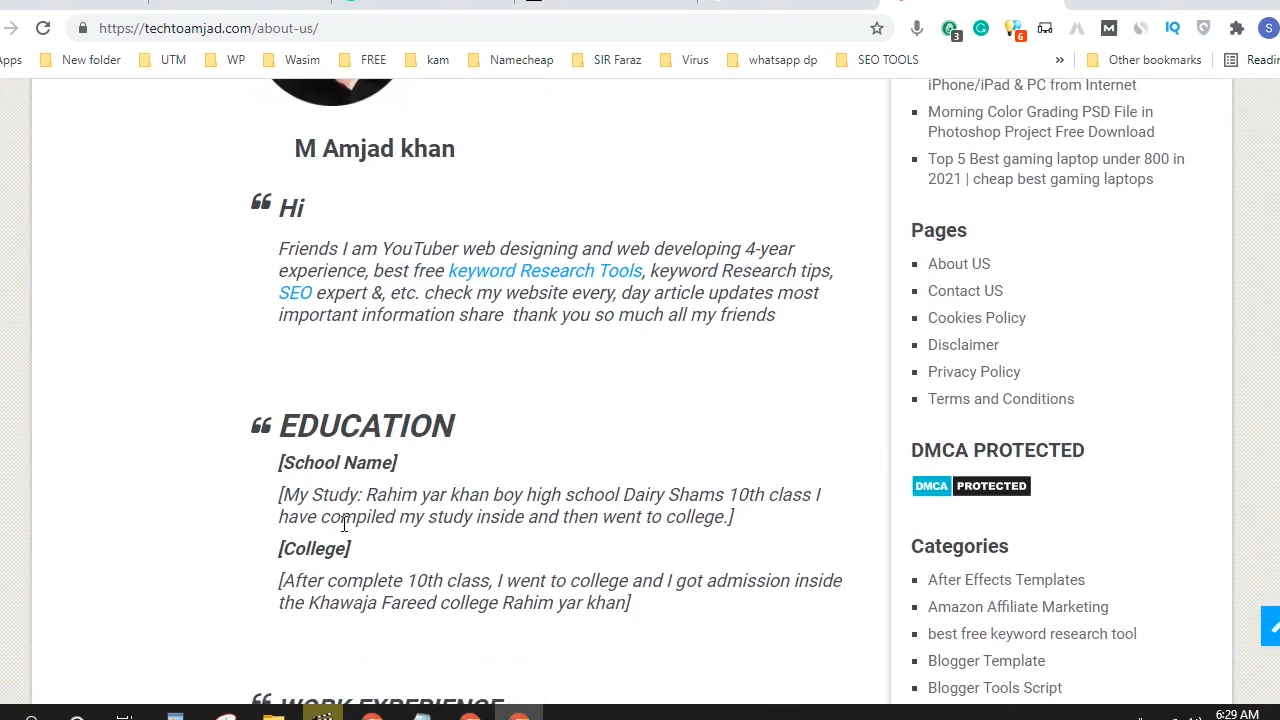 https://techtoamjad.com/about-us/
3
6
M
IQ
S
pps
New folder
UTM
WP
Wasim
FREE
kam
Namecheap
SIR Faraz
Virus
whatsapp dp
SEO TOOLS
»
Other bookmarks
Readin
M Amjad khan
Hi
Friends I am YouTuber web designing and web developing 4-year
experience, best free keyword Research Tools, keyword Research tips,
SEO expert &, etc. check my website every, day article updates most
important information share thank you so much all my friends
EDUCATION
[School Name]
[My Study: Rahim yar khan boy high school Dairy Shams 10th class I
have compiled my study inside and then went to college.]
[College]
[After complete 10th class, I went to college and I got admission inside
the Khawaja Fareed college Rahim yar khan]
WORK EXPERIENCE
iPhone/iPad & PC from Internet
Morning Color Grading PSD File in
Photoshop Project Free Download
Top 5 Best gaming laptop under 800 in
2021 | cheap best gaming laptops
Pages
About US
Contact US
Cookies Policy
Disclaimer
Privacy Policy
Terms and Conditions
DMCA PROTECTED
DMCA PROTECTED
Categories
After Effects Templates
Amazon Affiliate Marketing
best free keyword research tool
Blogger Template
Blogger Tools Script
6:29 AM